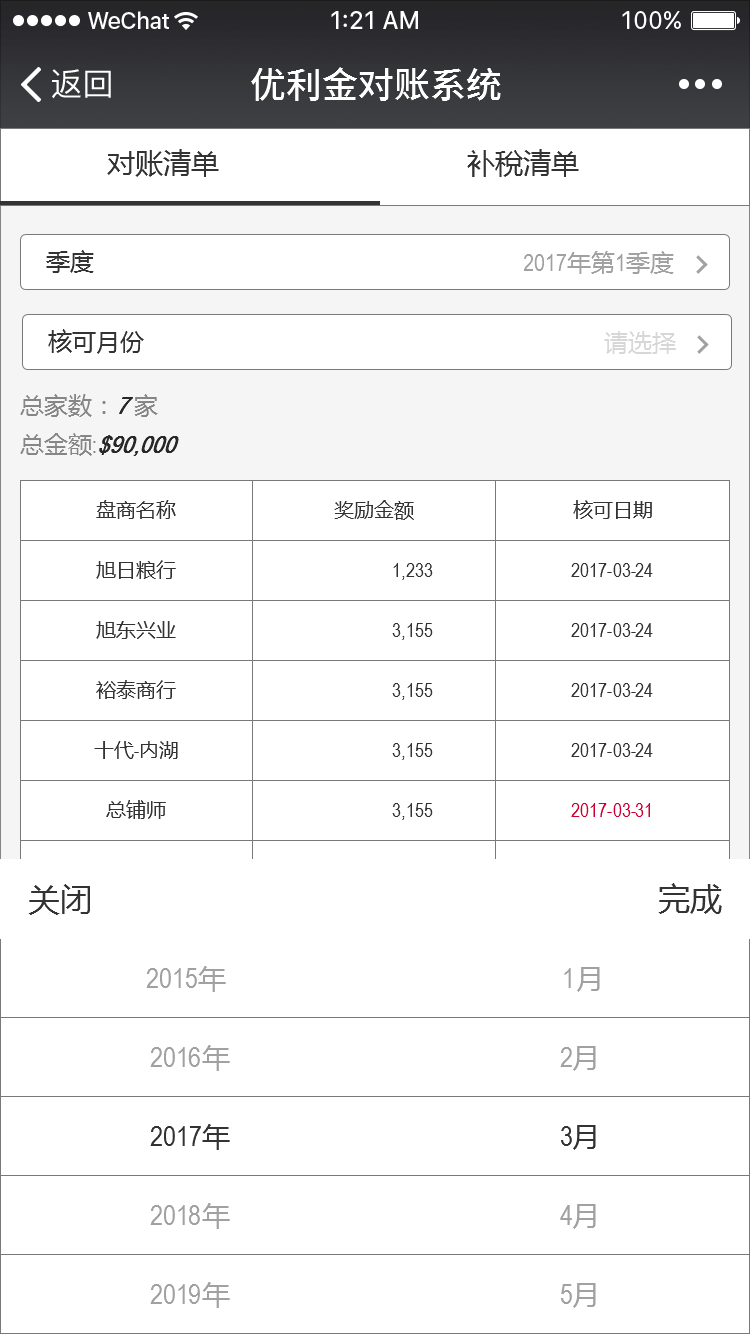 WeChat 1:21 AM 100%
返回 优利金对账系统
对账清单 补税清单
季度 2017年第1季度
核可月份 请选择
总家数：7家
总金额:$90,000
盘商名称 奖励金额 核可日期
旭日粮行 1,233 2017-03-24
旭东兴业 3,155 2017-03-24
裕泰商行 3,155 2017-03-24
十代-内湖 3,155 2017-03-24
总铺师 3,155 2017-03-31
关闭 完成
2015年 1月
2016年 2月
2017年 3月
2018年 4月
2019年 5月